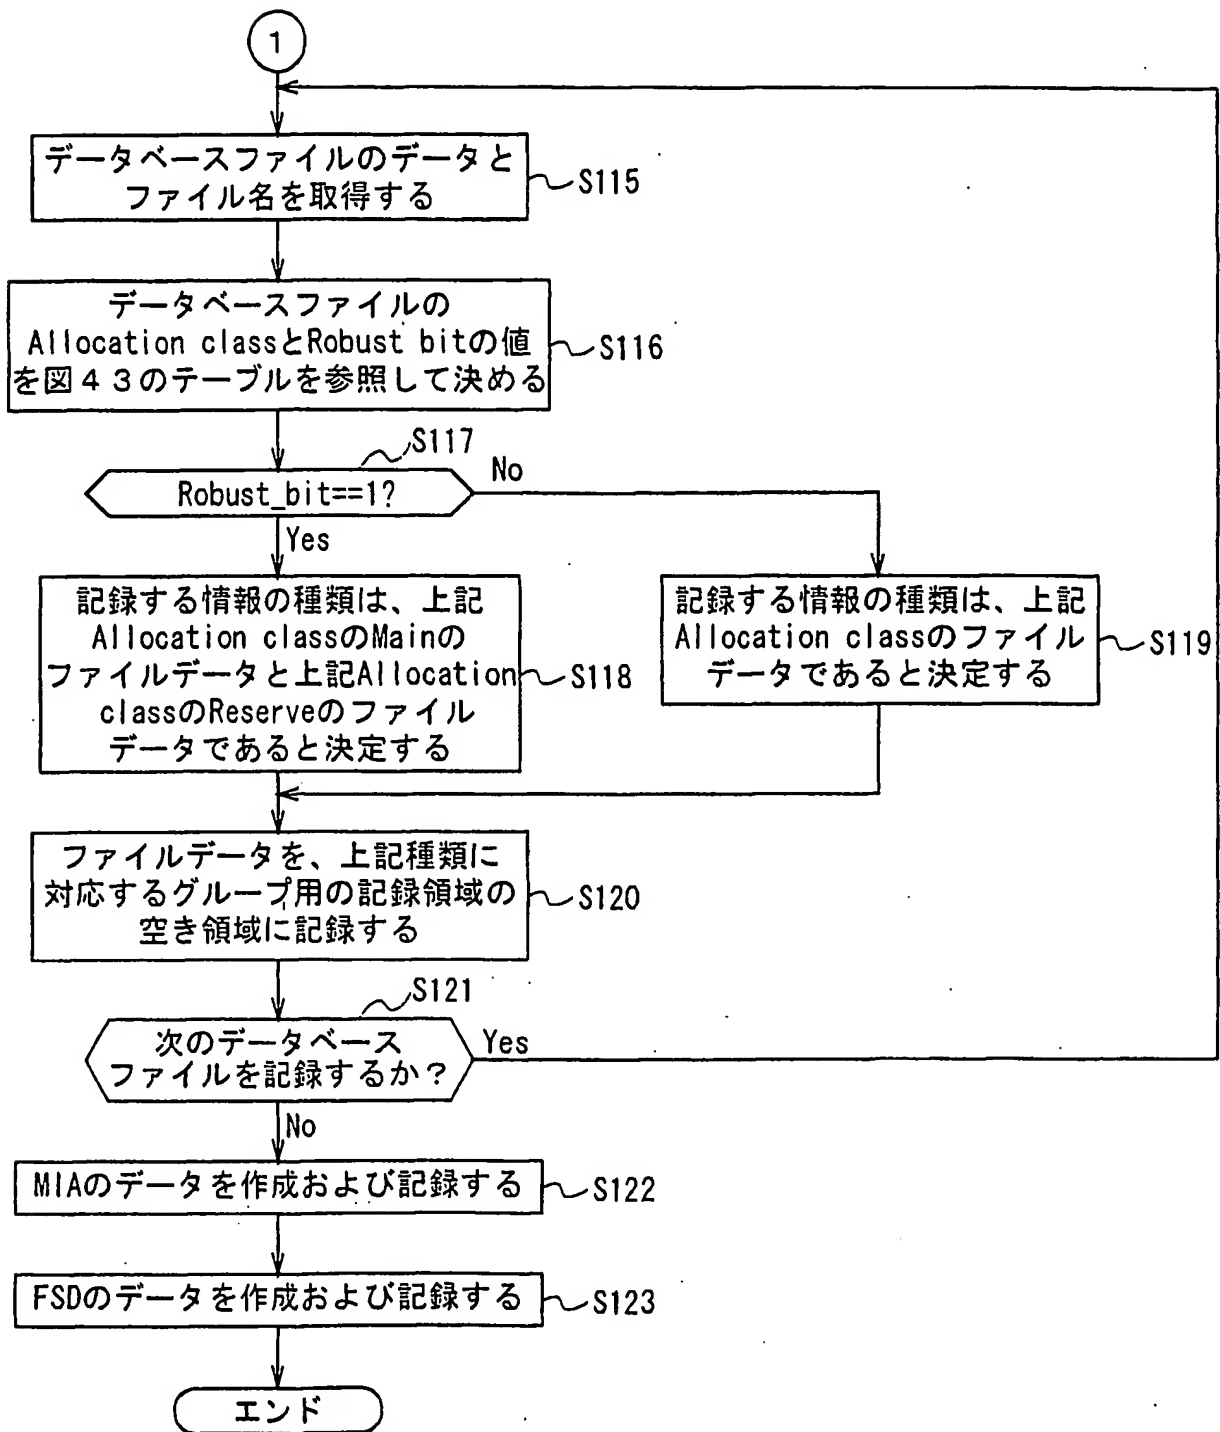 1
データベースファイルのデータと
ファイル名を取得する
S115
データベースファイルの
Allocation classとRobust bitの値
を図43のテーブルを参照して決める
S116
S117
Robust_bit==1?
No
Yes
記録する情報の種類は、上記
Allocation classのMainの
ファイルデータと上記Allocation
classのReserveのファイル
データであると決定する
S118
記録する情報の種類は、上記
Allocation classのファイル
データであると決定する
S119
ファイルデータを、上記種類に
対応するグループ用の記録領域の
空き領域に記録する
S120
S121
次のデータベース
ファイルを記録するか?
Yes
No
MIAのデータを作成および記録する
S122
FSDのデータを作成および記録する
S123
エンド